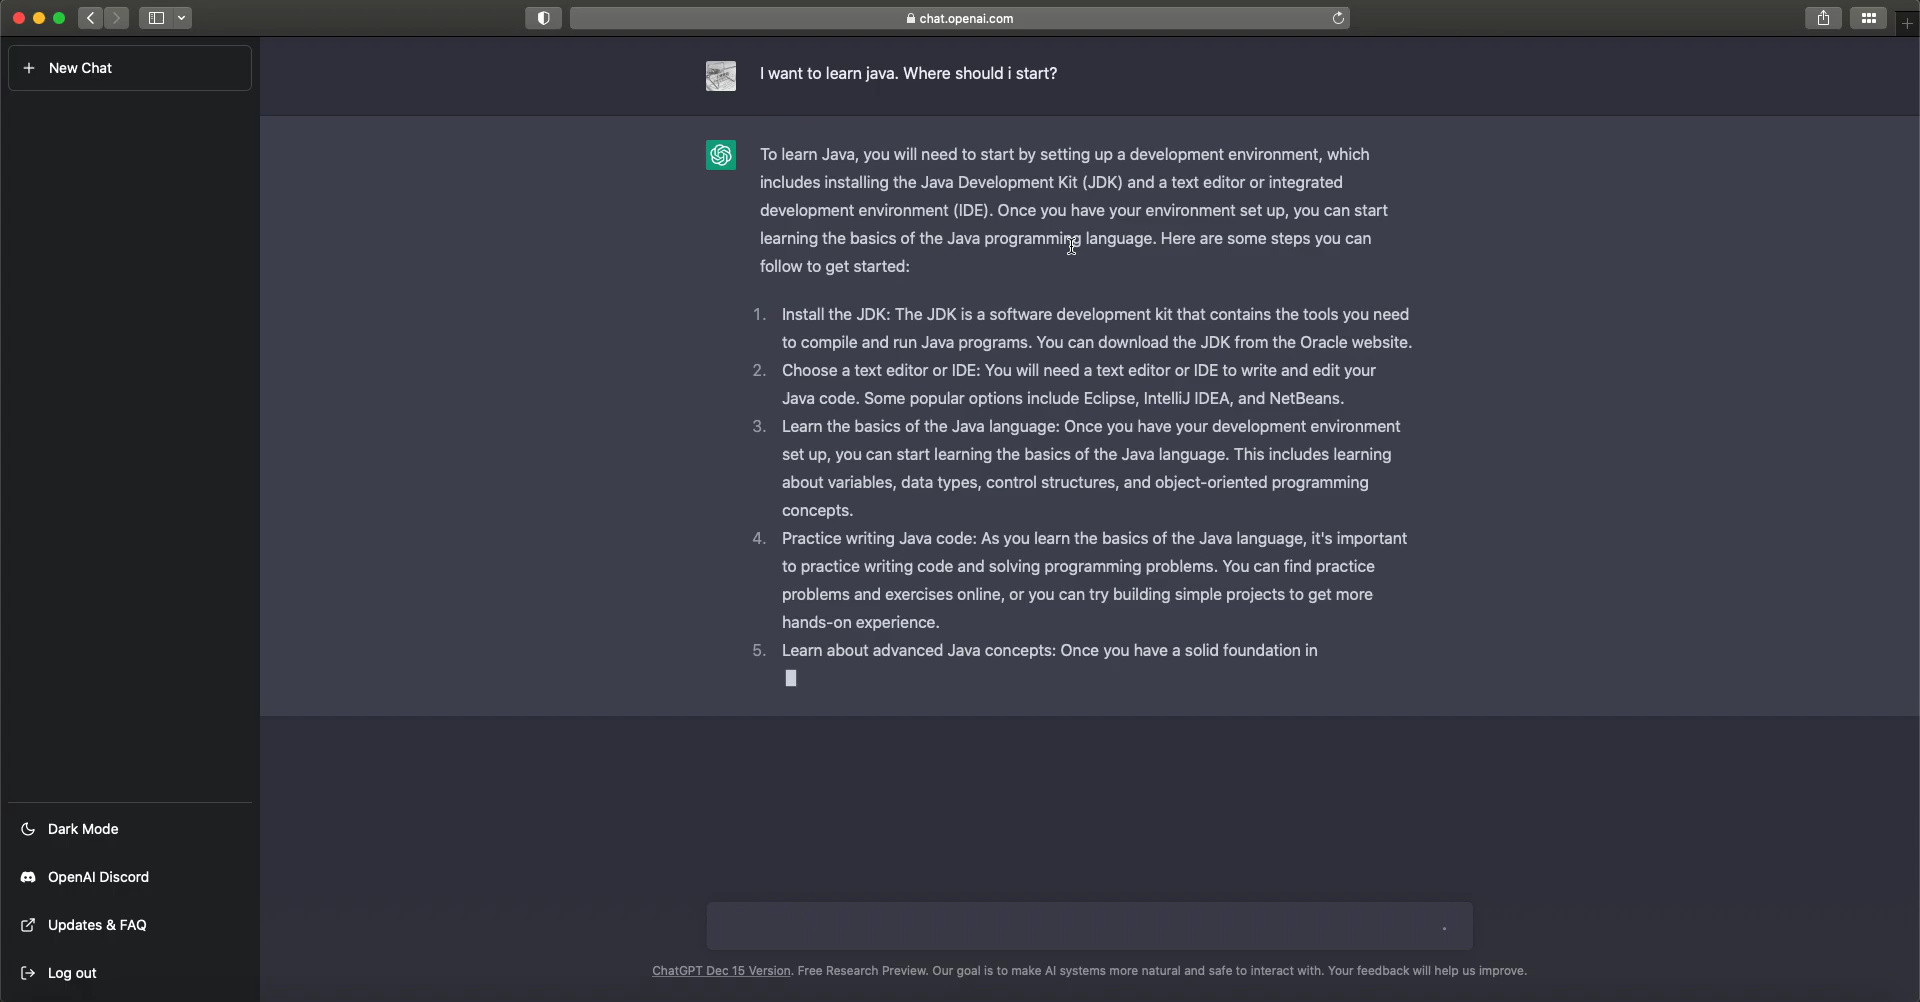 chat.openai.com
New Chat
I want to learn java. Where should i start?
To learn Java, you will need to start by setting up a development environment, which
includes installing the Java Development Kit (JDK) and a text editor or integrated
development environment (IDE). Once you have your environment set up, you can start
learning the basics of the Java programming language. Here are some steps you can
follow to get started:
1. Install the JDK: The JDK is a software development kit that contains the tools you need
to compile and run Java programs. You can download the JDK from the Oracle website.
2. Choose a text editor or IDE: You will need a text editor or IDE to write and edit your
Java code. Some popular options include Eclipse, IntelliJ IDEA, and NetBeans.
3. Learn the basics of the Java language: Once you have your development environment
set up, you can start learning the basics of the Java language. This includes learning
about variables, data types, control structures, and object-oriented programming
concepts.
4. Practice writing Java code: As you learn the basics of the Java language, it's important
to practice writing code and solving programming problems. You can find practice
problems and exercises online, or you can try building simple projects to get more
hands-on experience.
5. Learn about advanced Java concepts: Once you have a solid foundation in
Dark Mode
OpenAI Discord
Updates & FAQ
Log out
ChatGPT Dec 15 Version. Free Research Preview. Our goal is to make AI systems more natural and safe to interact with. Your feedback will help us improve.